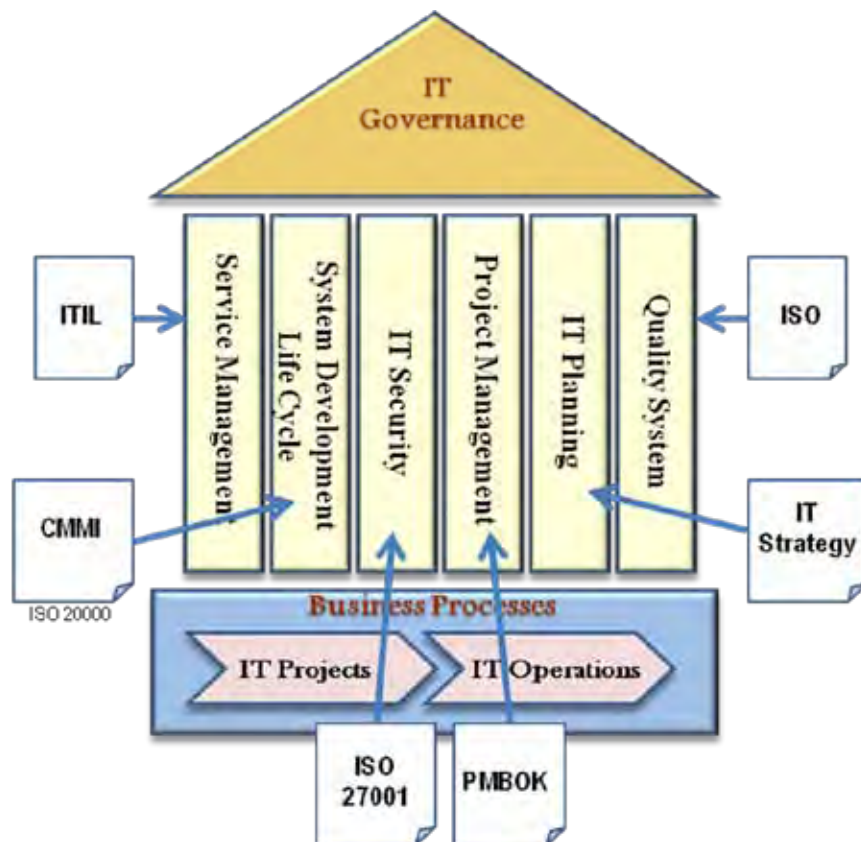 IT
Governance
ITIL
Service Management
System Development
Life Cycle
IT Security
Project Management
IT Planning
Quality System
ISO
CMMI
ISO 20000
IT
Strategy
Business Processes
IT Projects
IT Operations
ISO
27001
PMBOK